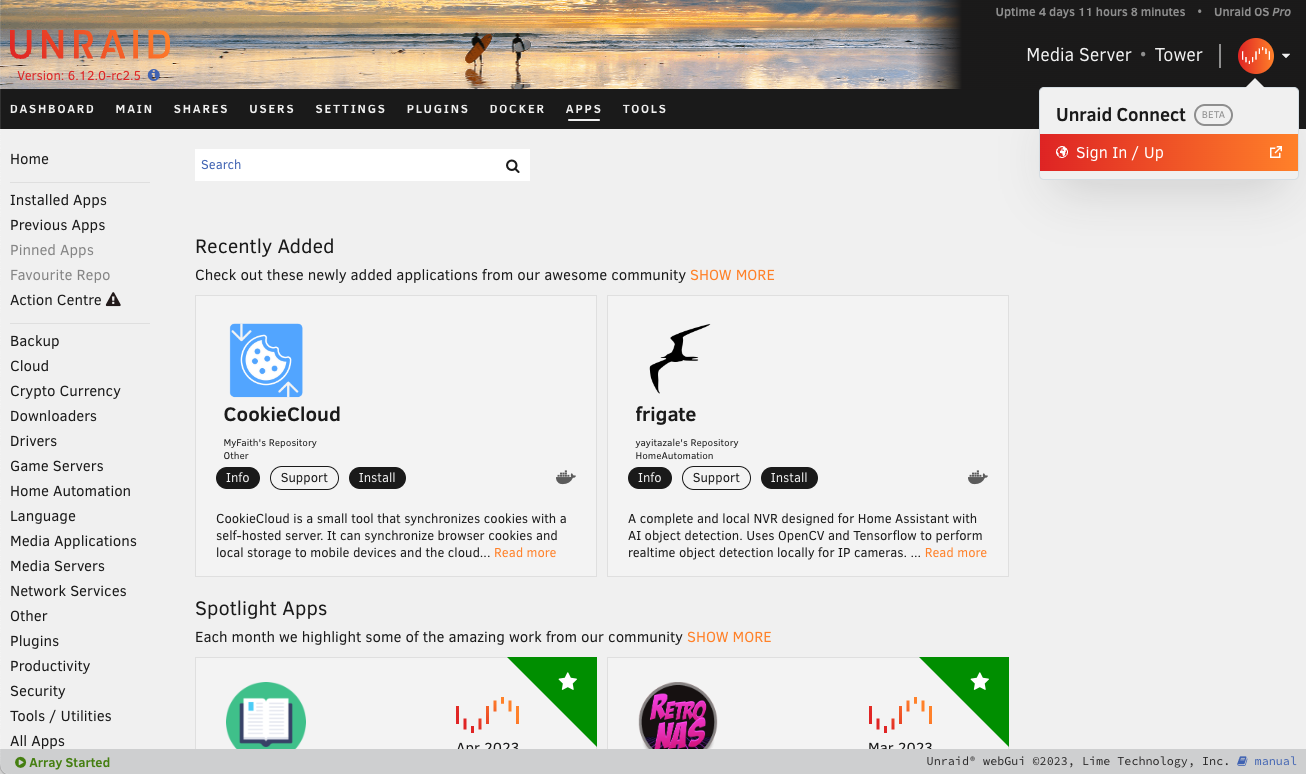 Uptime 4 days 11 hours 8 minutes • Unraid OS Pro
UNRAID
Version: 6.12.0-rc2.5
Media Server • Tower
DASHBOARD MAIN SHARES USERS SETTINGS PLUGINS DOCKER APPS TOOLS
Unraid Connect BETA
Sign In / Up
Home
Installed Apps
Previous Apps
Pinned Apps
Favourite Repo
Action Centre
Backup
Cloud
Crypto Currency
Downloaders
Drivers
Game Servers
Home Automation
Language
Media Applications
Media Servers
Network Services
Other
Plugins
Productivity
Security
Tools / Utilities
All Apps
Search
Recently Added
Check out these newly added applications from our awesome community SHOW MORE
CookieCloud
MyFaith's Repository
Other
Info Support Install
CookieCloud is a small tool that synchronizes cookies with a
self-hosted server. It can synchronize browser cookies and
local storage to mobile devices and the cloud... Read more
frigate
yayitazale's Repository
HomeAutomation
Info Support Install
A complete and local NVR designed for Home Assistant with
AI object detection. Uses OpenCV and Tensorflow to perform
realtime object detection locally for IP cameras. ... Read more
Spotlight Apps
Each month we highlight some of the amazing work from our community SHOW MORE
Apr 2023
RETRO
NAS
Mar 2023
Array Started
Unraid® webGui ©2023, Lime Technology, Inc. manual